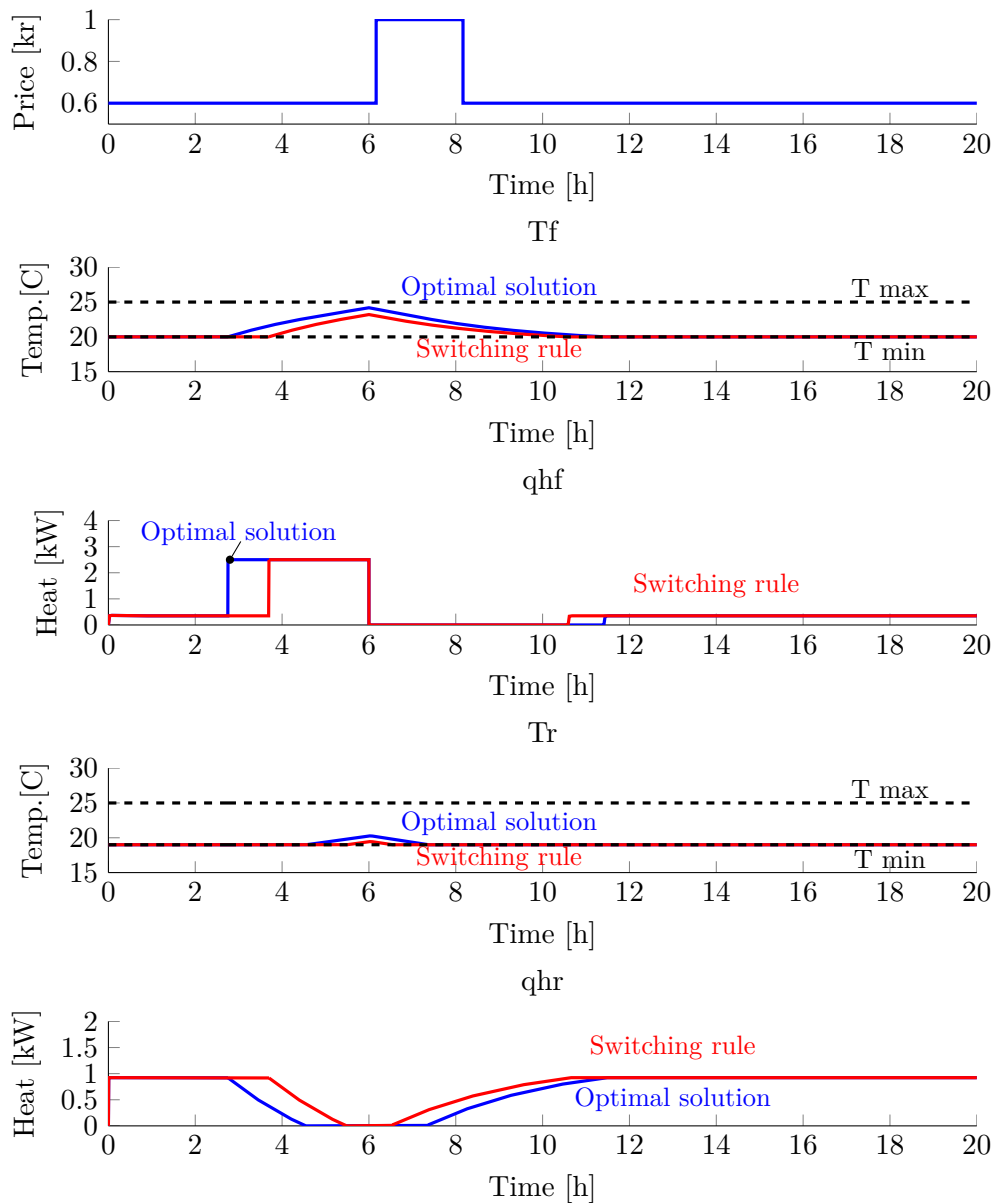 Price [kr]
1
0.8
0.6
0 2 4 6 8 10 12 14 16 18 20
Time [h]
Tf
Temp.[C]
30
25
20
15
Optimal solution
T max
Switching rule
T min
0 2 4 6 8 10 12 14 16 18 20
Time [h]
qhf
Heat [kW]
4
3
2
1
0
Optimal solution
Switching rule
0 2 4 6 8 10 12 14 16 18 20
Time [h]
Tr
Temp.[C]
30
25
20
15
T max
Optimal solution
Switching rule
T min
0 2 4 6 8 10 12 14 16 18 20
Time [h]
qhr
Heat [kW]
2
1.5
1
0.5
0
Switching rule
Optimal solution
0 2 4 6 8 10 12 14 16 18 20
Time [h]